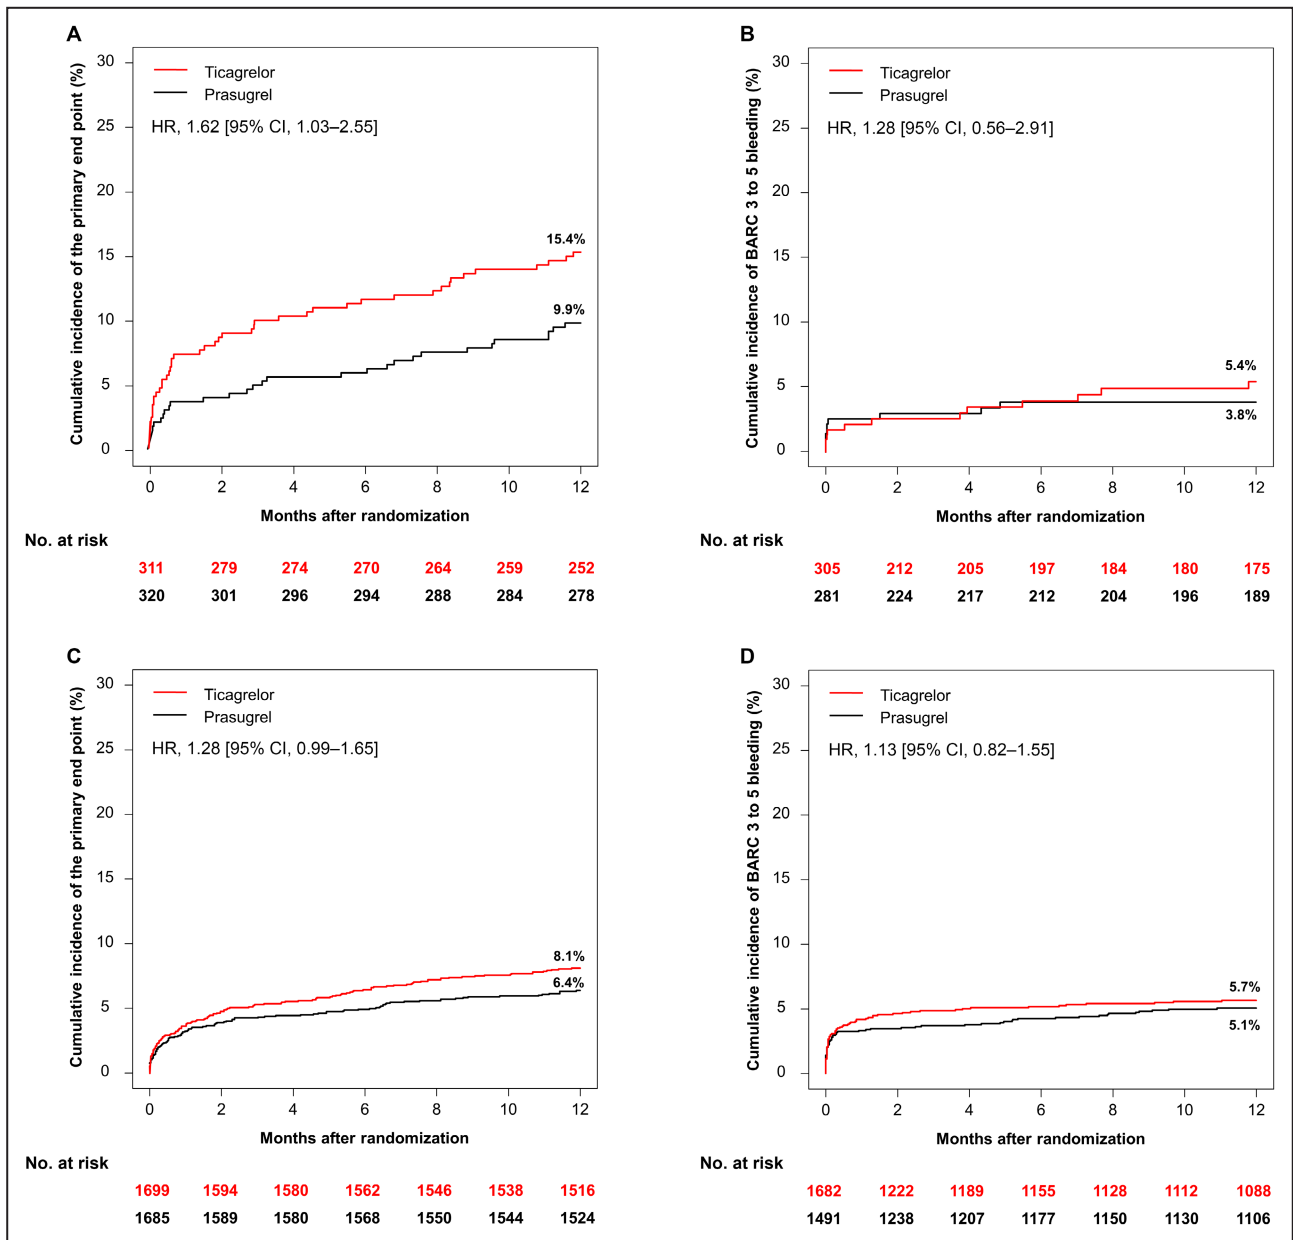 A
Cumulative incidence of the primary end point (%)
30
25
20
15
10
5
0
Ticagrelor
Prasugrel
HR, 1.62 [95% CI, 1.03–2.55]
15.4%
9.9%
0 2 4 6 8 10 12
Months after randomization
No. at risk
311 279 274 270 264 259 252
320 301 296 294 288 284 278
B
Cumulative incidence of BARC 3 to 5 bleeding (%)
30
25
20
15
10
5
0
Ticagrelor
Prasugrel
HR, 1.28 [95% CI, 0.56–2.91]
5.4%
3.8%
0 2 4 6 8 10 12
Months after randomization
No. at risk
305 212 205 197 184 180 175
281 224 217 212 204 196 189
C
Cumulative incidence of the primary end point (%)
30
25
20
15
10
5
0
Ticagrelor
Prasugrel
HR, 1.28 [95% CI, 0.99–1.65]
8.1%
6.4%
0 2 4 6 8 10 12
Months after randomization
No. at risk
1699 1594 1580 1562 1546 1538 1516
1685 1589 1580 1568 1550 1544 1524
D
Cumulative incidence of BARC 3 to 5 bleeding (%)
30
25
20
15
10
5
0
Ticagrelor
Prasugrel
HR, 1.13 [95% CI, 0.82–1.55]
5.7%
5.1%
0 2 4 6 8 10 12
Months after randomization
No. at risk
1682 1222 1189 1155 1128 1112 1088
1491 1238 1207 1177 1150 1130 1106